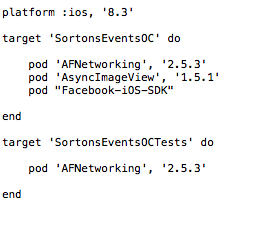 platform :ios, '8.3'
target 'SortonsEventsOC' do
pod 'AFNetworking', '2.5.3'
pod 'AsyncImageView', '1.5.1'
pod "Facebook-iOS-SDK"
end
target 'SortonsEventsOCTests' do
pod 'AFNetworking', '2.5.3'
end